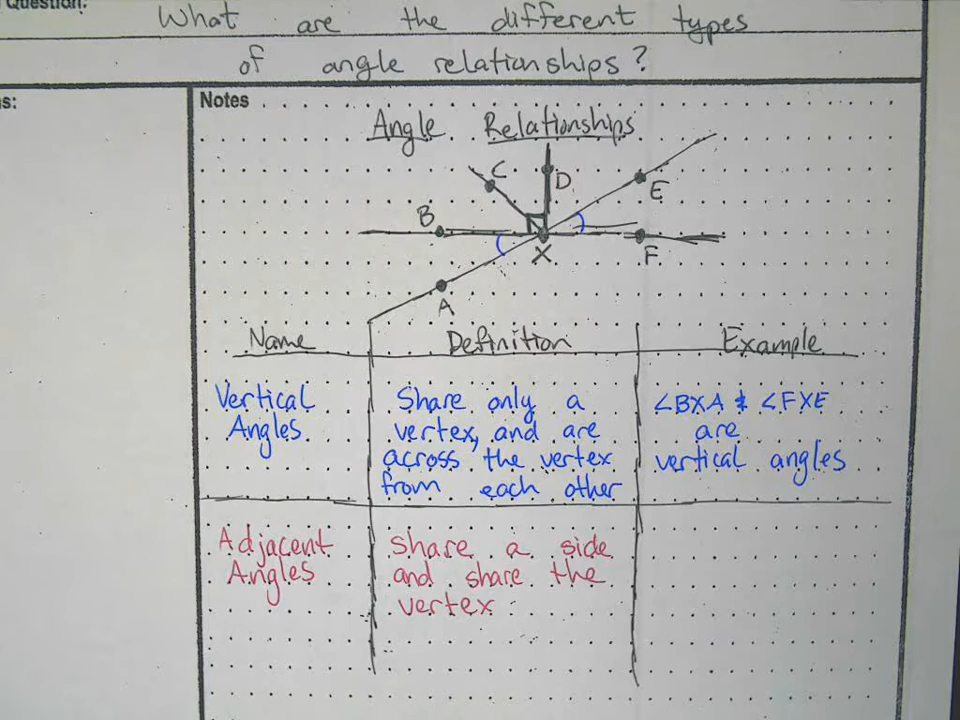 Question:
What are the different types
of angle relationships?
s:
Notes
Angle Relationships
C
D
E
B
X
F
A
Name Definition Example
Vertical
Angles
Share only a
vertex, and are
across the vertex
from each other
∠BXA & ∠FXE
are
vertical angles
Adjacent
Angles
share a side
and share the
vertex